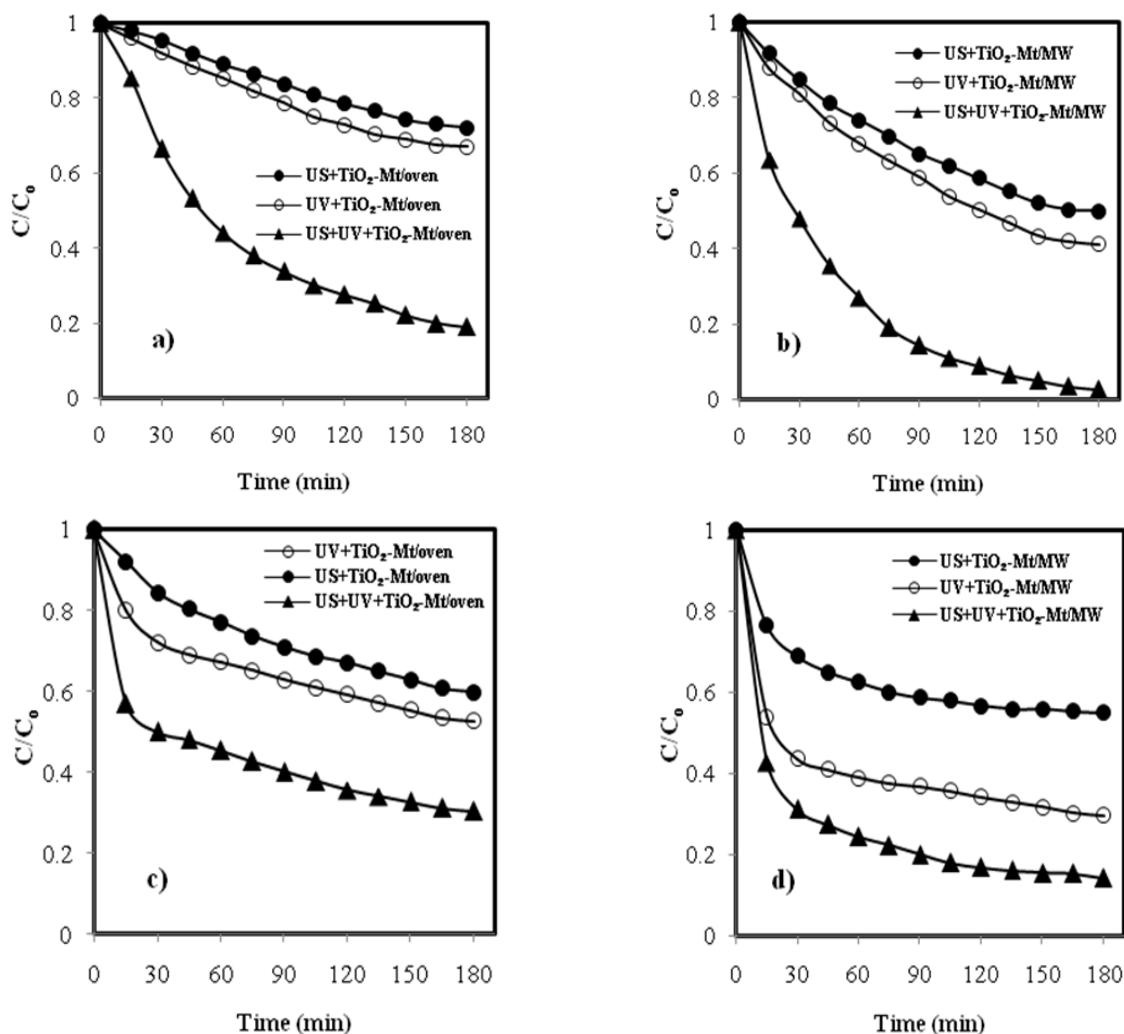 C/C₀
1
0.8
0.6
0.4
0.2
0
US+TiO₂-Mt/oven
UV+TiO₂-Mt/oven
US+UV+TiO₂-Mt/oven
a)
0 30 60 90 120 150 180
Time (min)
C/C₀
1
0.8
0.6
0.4
0.2
0
US+TiO₂-Mt/MW
UV+TiO₂-Mt/MW
US+UV+TiO₂-Mt/MW
b)
0 30 60 90 120 150 180
Time (min)
C/C₀
1
0.8
0.6
0.4
0.2
0
UV+TiO₂-Mt/oven
US+TiO₂-Mt/oven
US+UV+TiO₂-Mt/oven
c)
0 30 60 90 120 150 180
Time (min)
C/C₀
1
0.8
0.6
0.4
0.2
0
US+TiO₂-Mt/MW
UV+TiO₂-Mt/MW
US+UV+TiO₂-Mt/MW
d)
0 30 60 90 120 150 180
Time (min)